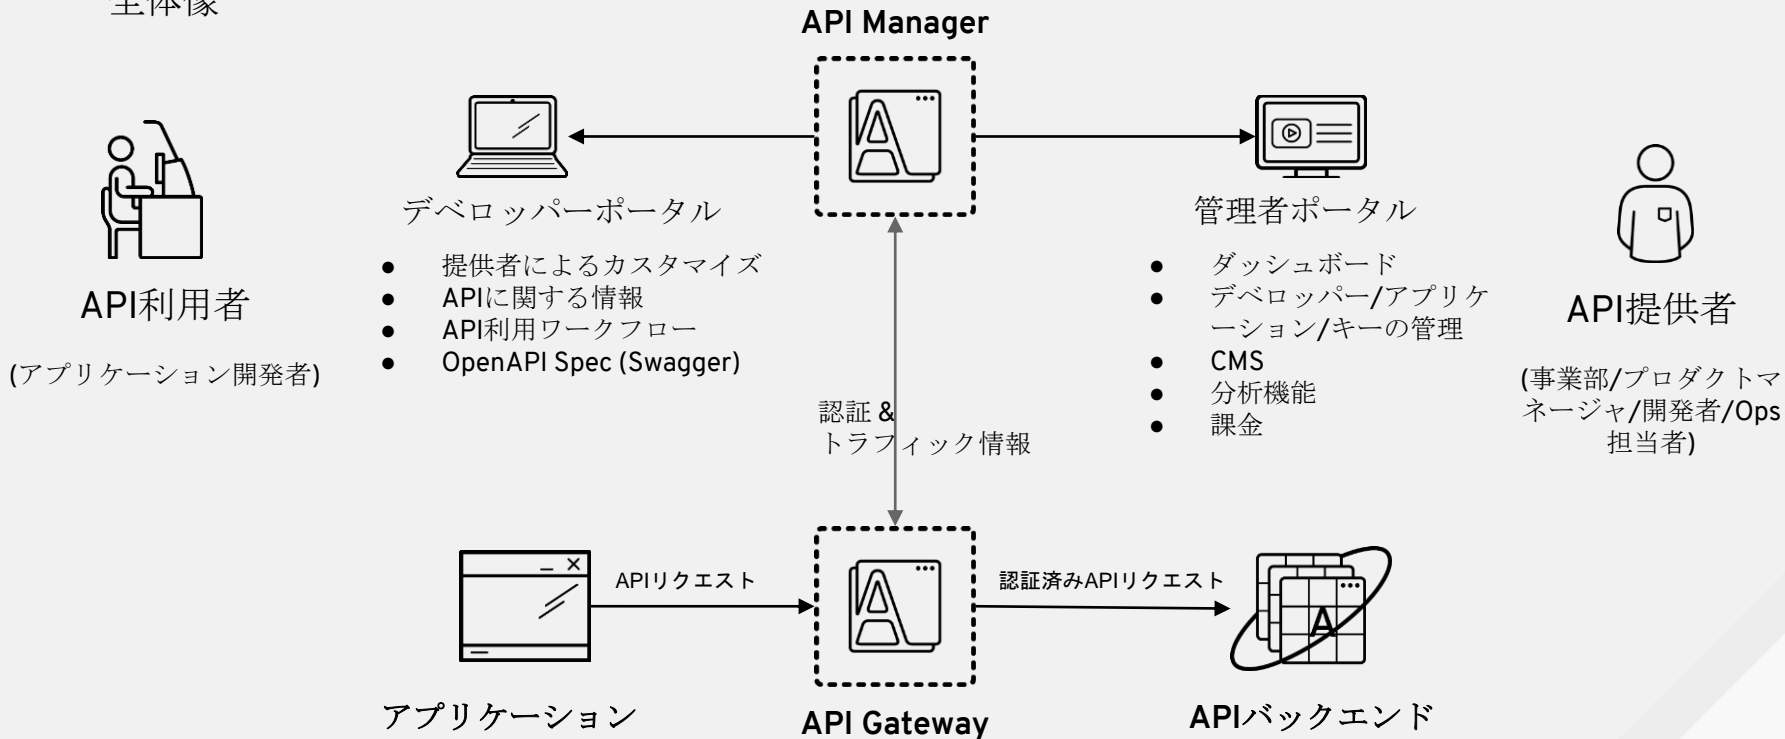 全体像
API Manager
デベロッパーポータル
● 提供者によるカスタマイズ
● APIに関する情報
● API利用ワークフロー
● OpenAPI Spec (Swagger)
管理者ポータル
● ダッシュボード
● デベロッパー/アプリケ
ーション/キーの管理
● CMS
● 分析機能
● 課金
API利用者
(アプリケーション開発者)
API提供者
(事業部/プロダクトマ
ネージャ/開発者/Ops
担当者)
認証 &
トラフィック情報
APIリクエスト
認証済みAPIリクエスト
アプリケーション
API Gateway
APIバックエンド